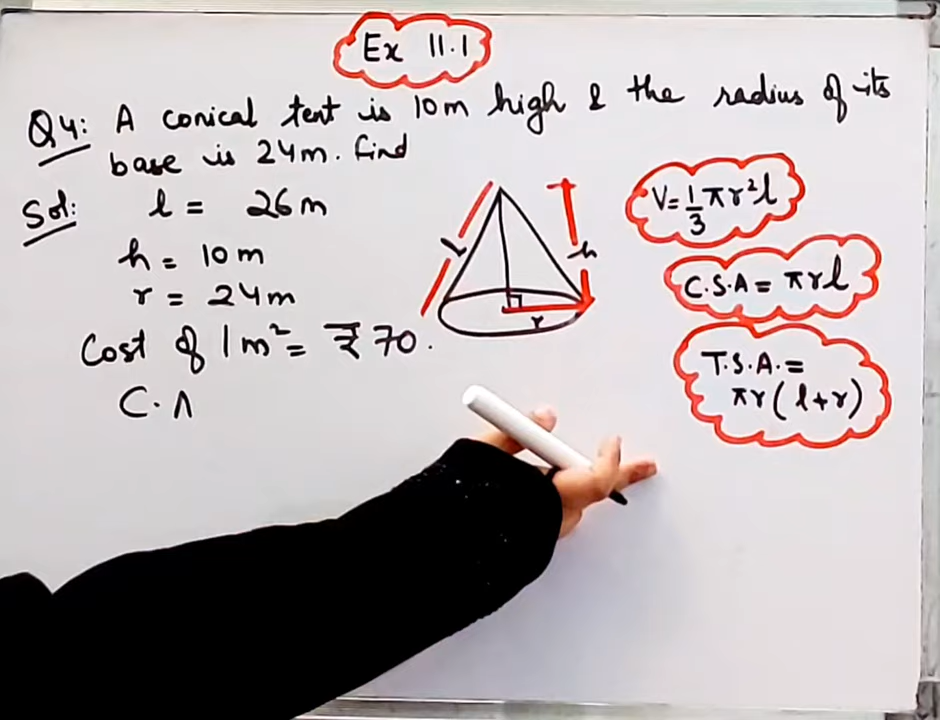 Ex 11.1
Q4: A conical tent is 10m high & the radius of its
base is 24m. find
Sol: l = 26m
h = 10m
r = 24m
Cost of 1m² = ₹70.
C. Λ
l
h
r
V = 1/3 πr²l
C.S.A = πrl
T.S.A. =
πr(l+r)